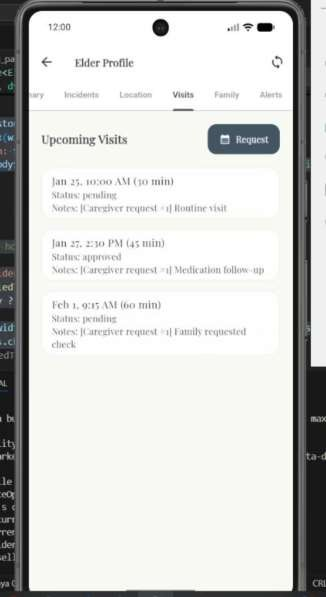 12:00
Elder Profile
nary Incidents Location Visits Family Alerts
Upcoming Visits
Request
Jan 25, 10:00 AM (30 min)
Status: pending
Notes: [Caregiver request #1] Routine visit
Jan 27, 2:30 PM (45 min)
Status: approved
Notes: [Caregiver request #1] Medication follow-up
Feb 1, 9:15 AM (60 min)
Status: pending
Notes: [Caregiver request #1] Family requested
check